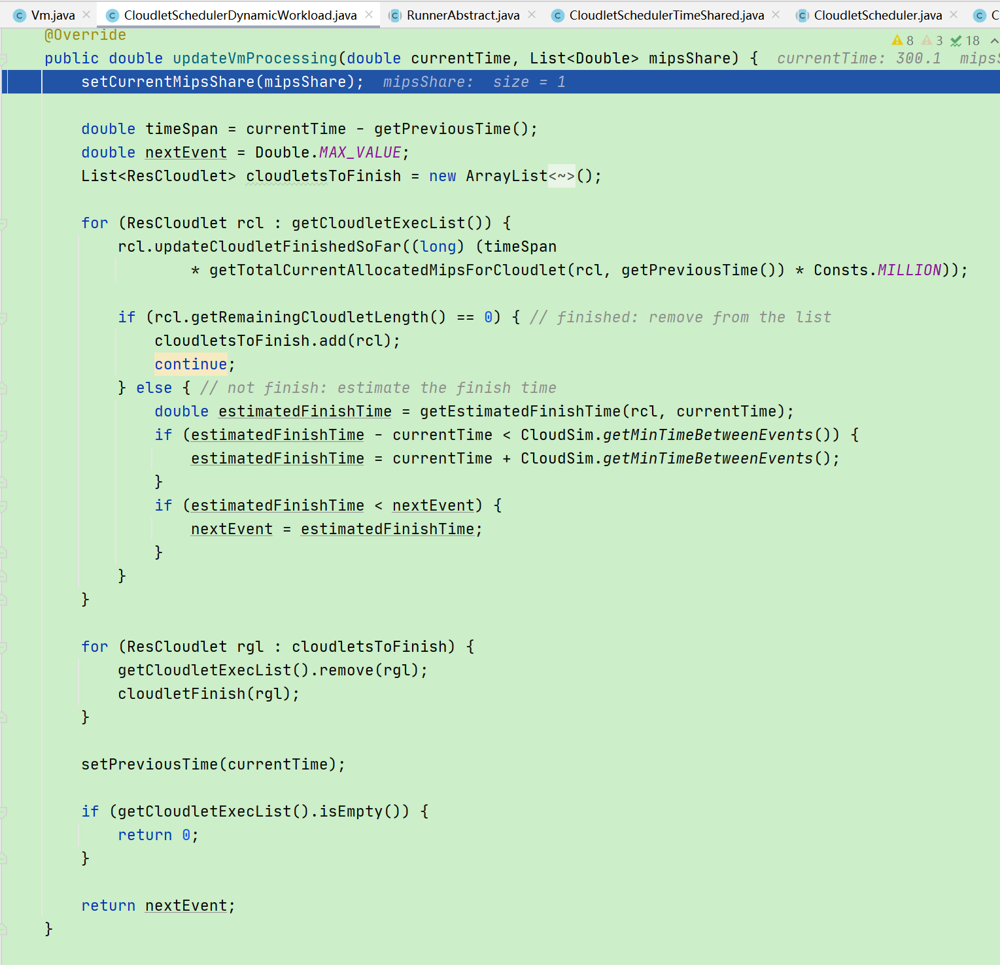 Vm.java CloudletSchedulerDynamicWorkload.java RunnerAbstract.java CloudletSchedulerTimeShared.java CloudletScheduler.java
@Override
8 3 18
public double updateVmProcessing(double currentTime, List<Double> mipsShare) { currentTime: 300.1 mipsS
setCurrentMipsShare(mipsShare); mipsShare: size = 1
double timeSpan = currentTime - getPreviousTime();
double nextEvent = Double.MAX_VALUE;
List<ResCloudlet> cloudletsToFinish = new ArrayList<~>();
for (ResCloudlet rcl : getCloudletExecList()) {
rcl.updateCloudletFinishedSoFar((long) (timeSpan
* getTotalCurrentAllocatedMipsForCloudlet(rcl, getPreviousTime()) * Consts.MILLION));
if (rcl.getRemainingCloudletLength() == 0) { // finished: remove from the list
cloudletsToFinish.add(rcl);
continue;
} else { // not finish: estimate the finish time
double estimatedFinishTime = getEstimatedFinishTime(rcl, currentTime);
if (estimatedFinishTime - currentTime < CloudSim.getMinTimeBetweenEvents()) {
estimatedFinishTime = currentTime + CloudSim.getMinTimeBetweenEvents();
}
if (estimatedFinishTime < nextEvent) {
nextEvent = estimatedFinishTime;
}
}
}
for (ResCloudlet rgl : cloudletsToFinish) {
getCloudletExecList().remove(rgl);
cloudletFinish(rgl);
}
setPreviousTime(currentTime);
if (getCloudletExecList().isEmpty()) {
return 0;
}
return nextEvent;
}